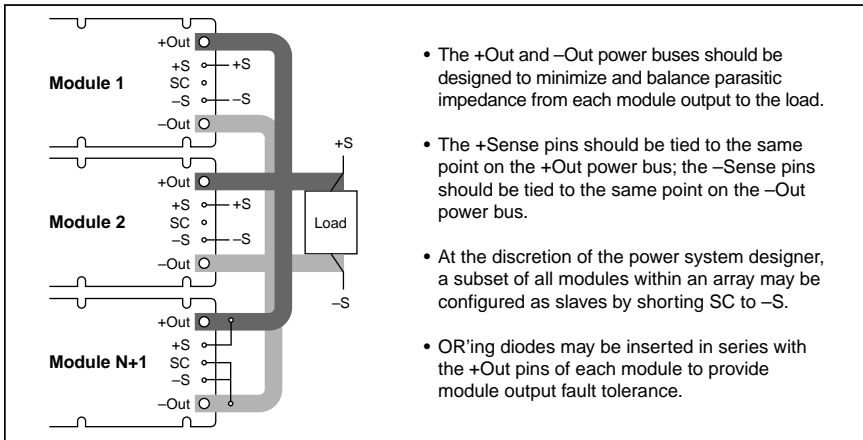 +Out
+S +S
Module 1 SC
–S –S
–Out
+Out
+S +S
Module 2 SC
–S –S
–Out
+Out
+S
Module N+1 SC
–S
–Out
+S
Load
–S
• The +Out and –Out power buses should be
designed to minimize and balance parasitic
impedance from each module output to the load.
• The +Sense pins should be tied to the same
point on the +Out power bus; the –Sense pins
should be tied to the same point on the –Out
power bus.
• At the discretion of the power system designer,
a subset of all modules within an array may be
configured as slaves by shorting SC to –S.
• OR'ing diodes may be inserted in series with
the +Out pins of each module to provide
module output fault tolerance.